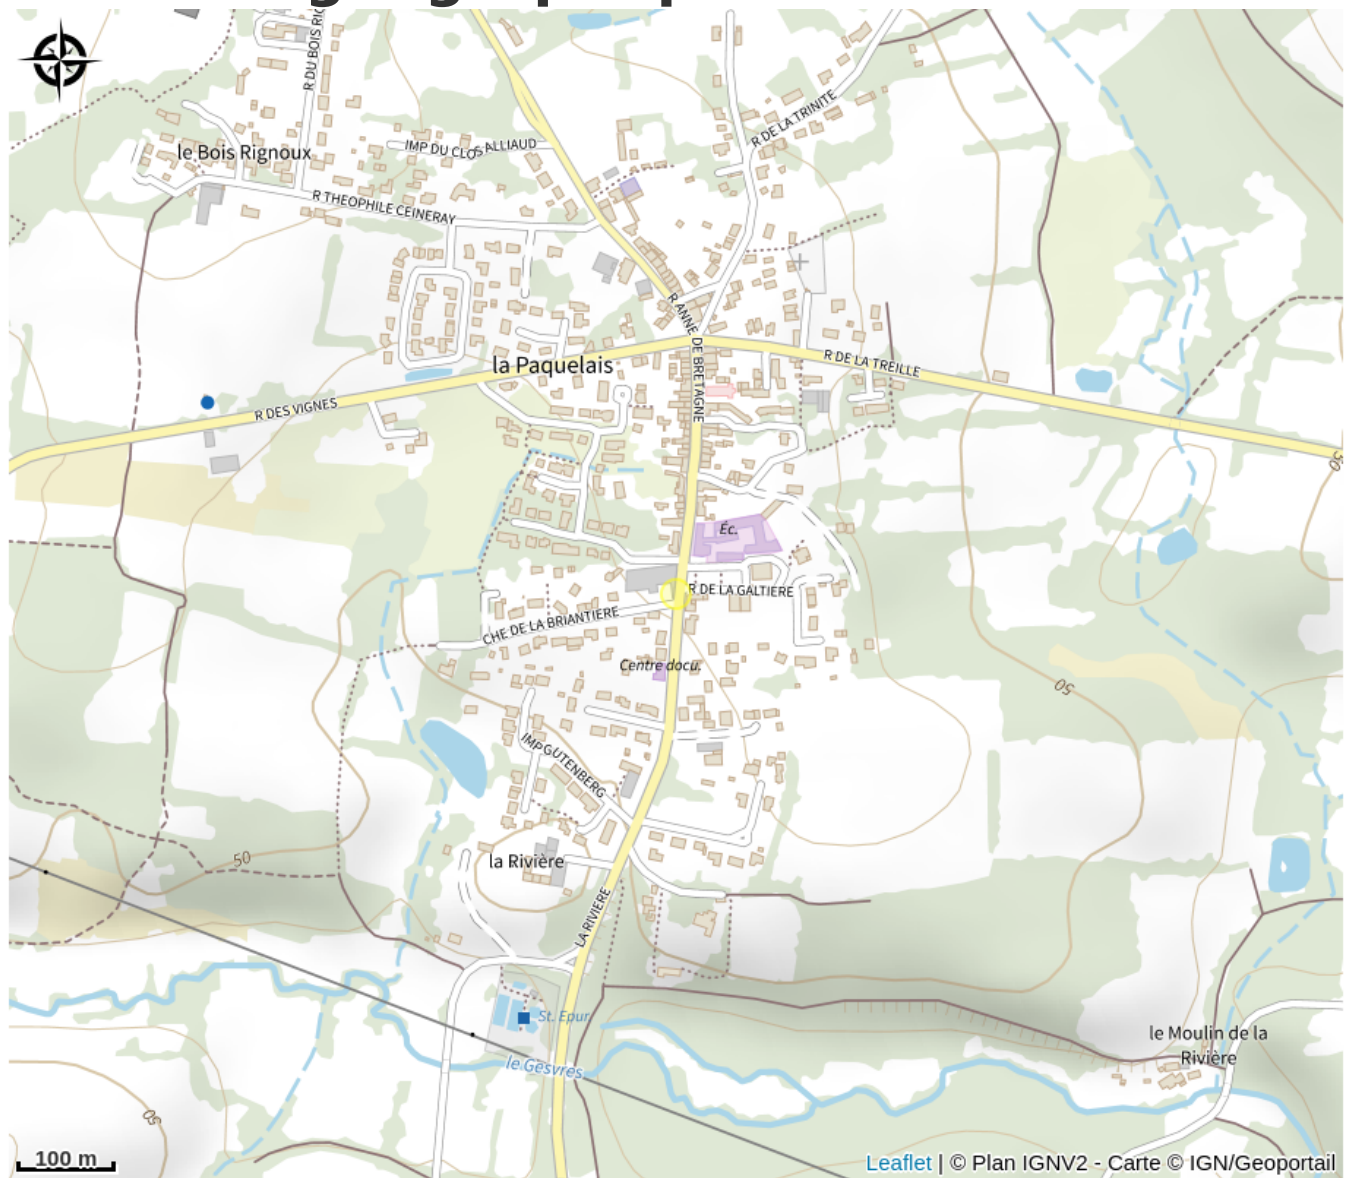 R DU BOIS RIG
R DE LA TRINITE
IMP DU CLOS ALLIAUD
le Bois Rignoux
R THEOPHILE CEINERAY
R ANNE DE BRETAGNE
la Paquelais
R DE LA TREILLE
R DES VIGNES
50
Éc.
R DE LA GALTIERE
CHE DE LA BRIANTIERE
Centre docu.
50
IMP GUTENBERG
50
la Rivière
LA RIVIERE
St. Epur.
le Moulin de la
Rivière
le Gesvres
50
100 m
Leaflet | © Plan IGNV2 - Carte © IGN/Geoportail